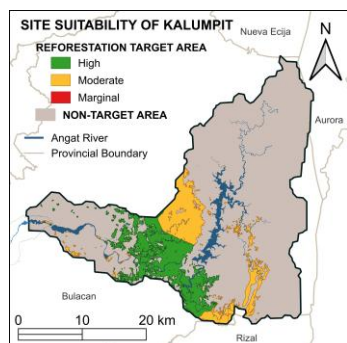 SITE SUITABILITY OF KALUMPIT
Nueva Ecija
REFORESTATION TARGET AREA
N
High
Moderate
Marginal
NON-TARGET AREA
Aurora
Angat River
Provincial Boundary
Bulacan
0 10 20 km
Rizal